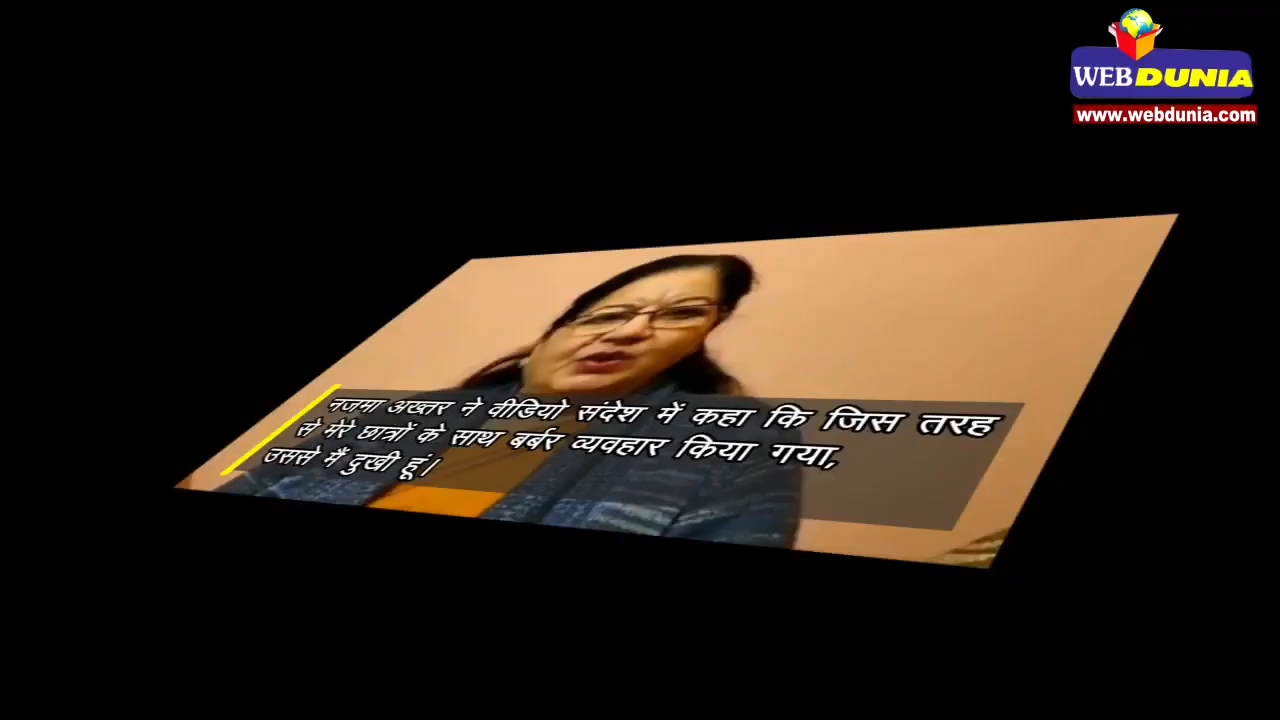 WEBDUNIA
www.webdunia.com
नजमा अख्तर ने वीडियो संदेश में कहा कि जिस तरह
से मेरे छात्रों के साथ बर्बर व्यवहार किया गया,
उससे मैं दुखी हूं।